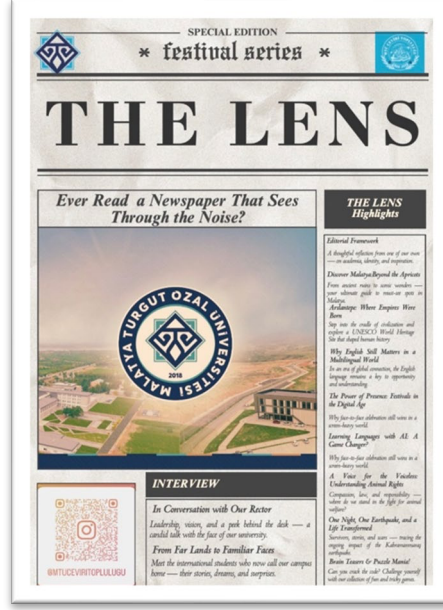 SPECIAL EDITION
* festival series *
THE LENS
Ever Read a Newspaper That Sees
Through the Noise?
MALATYA TURGUT OZAL UNIVERSITESI
2018
THE LENS
Highlights
Editorial Framework
A thoughtful reflection from one of our own
— on academia, identity, and inspiration.
Discover Malatya:Beyond the Apricots
From ancient ruins to scenic wonders —
your ultimate guide to must-see spots in
Malatya.
Arslantepe: Where Empires Were
Born
Step into the cradle of civilization and
explore a UNESCO World Heritage
Site that shaped human history.
Why English Still Matters in a
Multilingual World
In an era of global connection, the English
language remains a key to opportunity
and understanding.
The Power of Presence: Festivals in
the Digital Age
Why face-to-face celebration still wins in a
screen-heavy world.
Learning Languages with AI: A
Game Changer?
Why face-to-face celebration still wins in a
screen-heavy world.
A Voice for the Voiceless:
Understanding Animal Rights
Compassion, law, and responsibility —
where do we stand in the fight for animal
welfare?
One Night, One Earthquake, and a
Life Transformed
Survivors, stories, and scars — tracing the
ongoing impact of the Kahramanmaraş
earthquake.
Brain Teasers & Puzzle Mania!
Can you crack the code? Challenge yourself
with our collection of fun and tricky games.
INTERVIEW
In Conversation with Our Rector
Leadership, vision, and a peek behind the desk — a
candid talk with the face of our university.
From Far Lands to Familiar Faces
Meet the international students who now call our campus
home — their stories, dreams, and surprises.
@MTUCEVIRITOPLULUGU